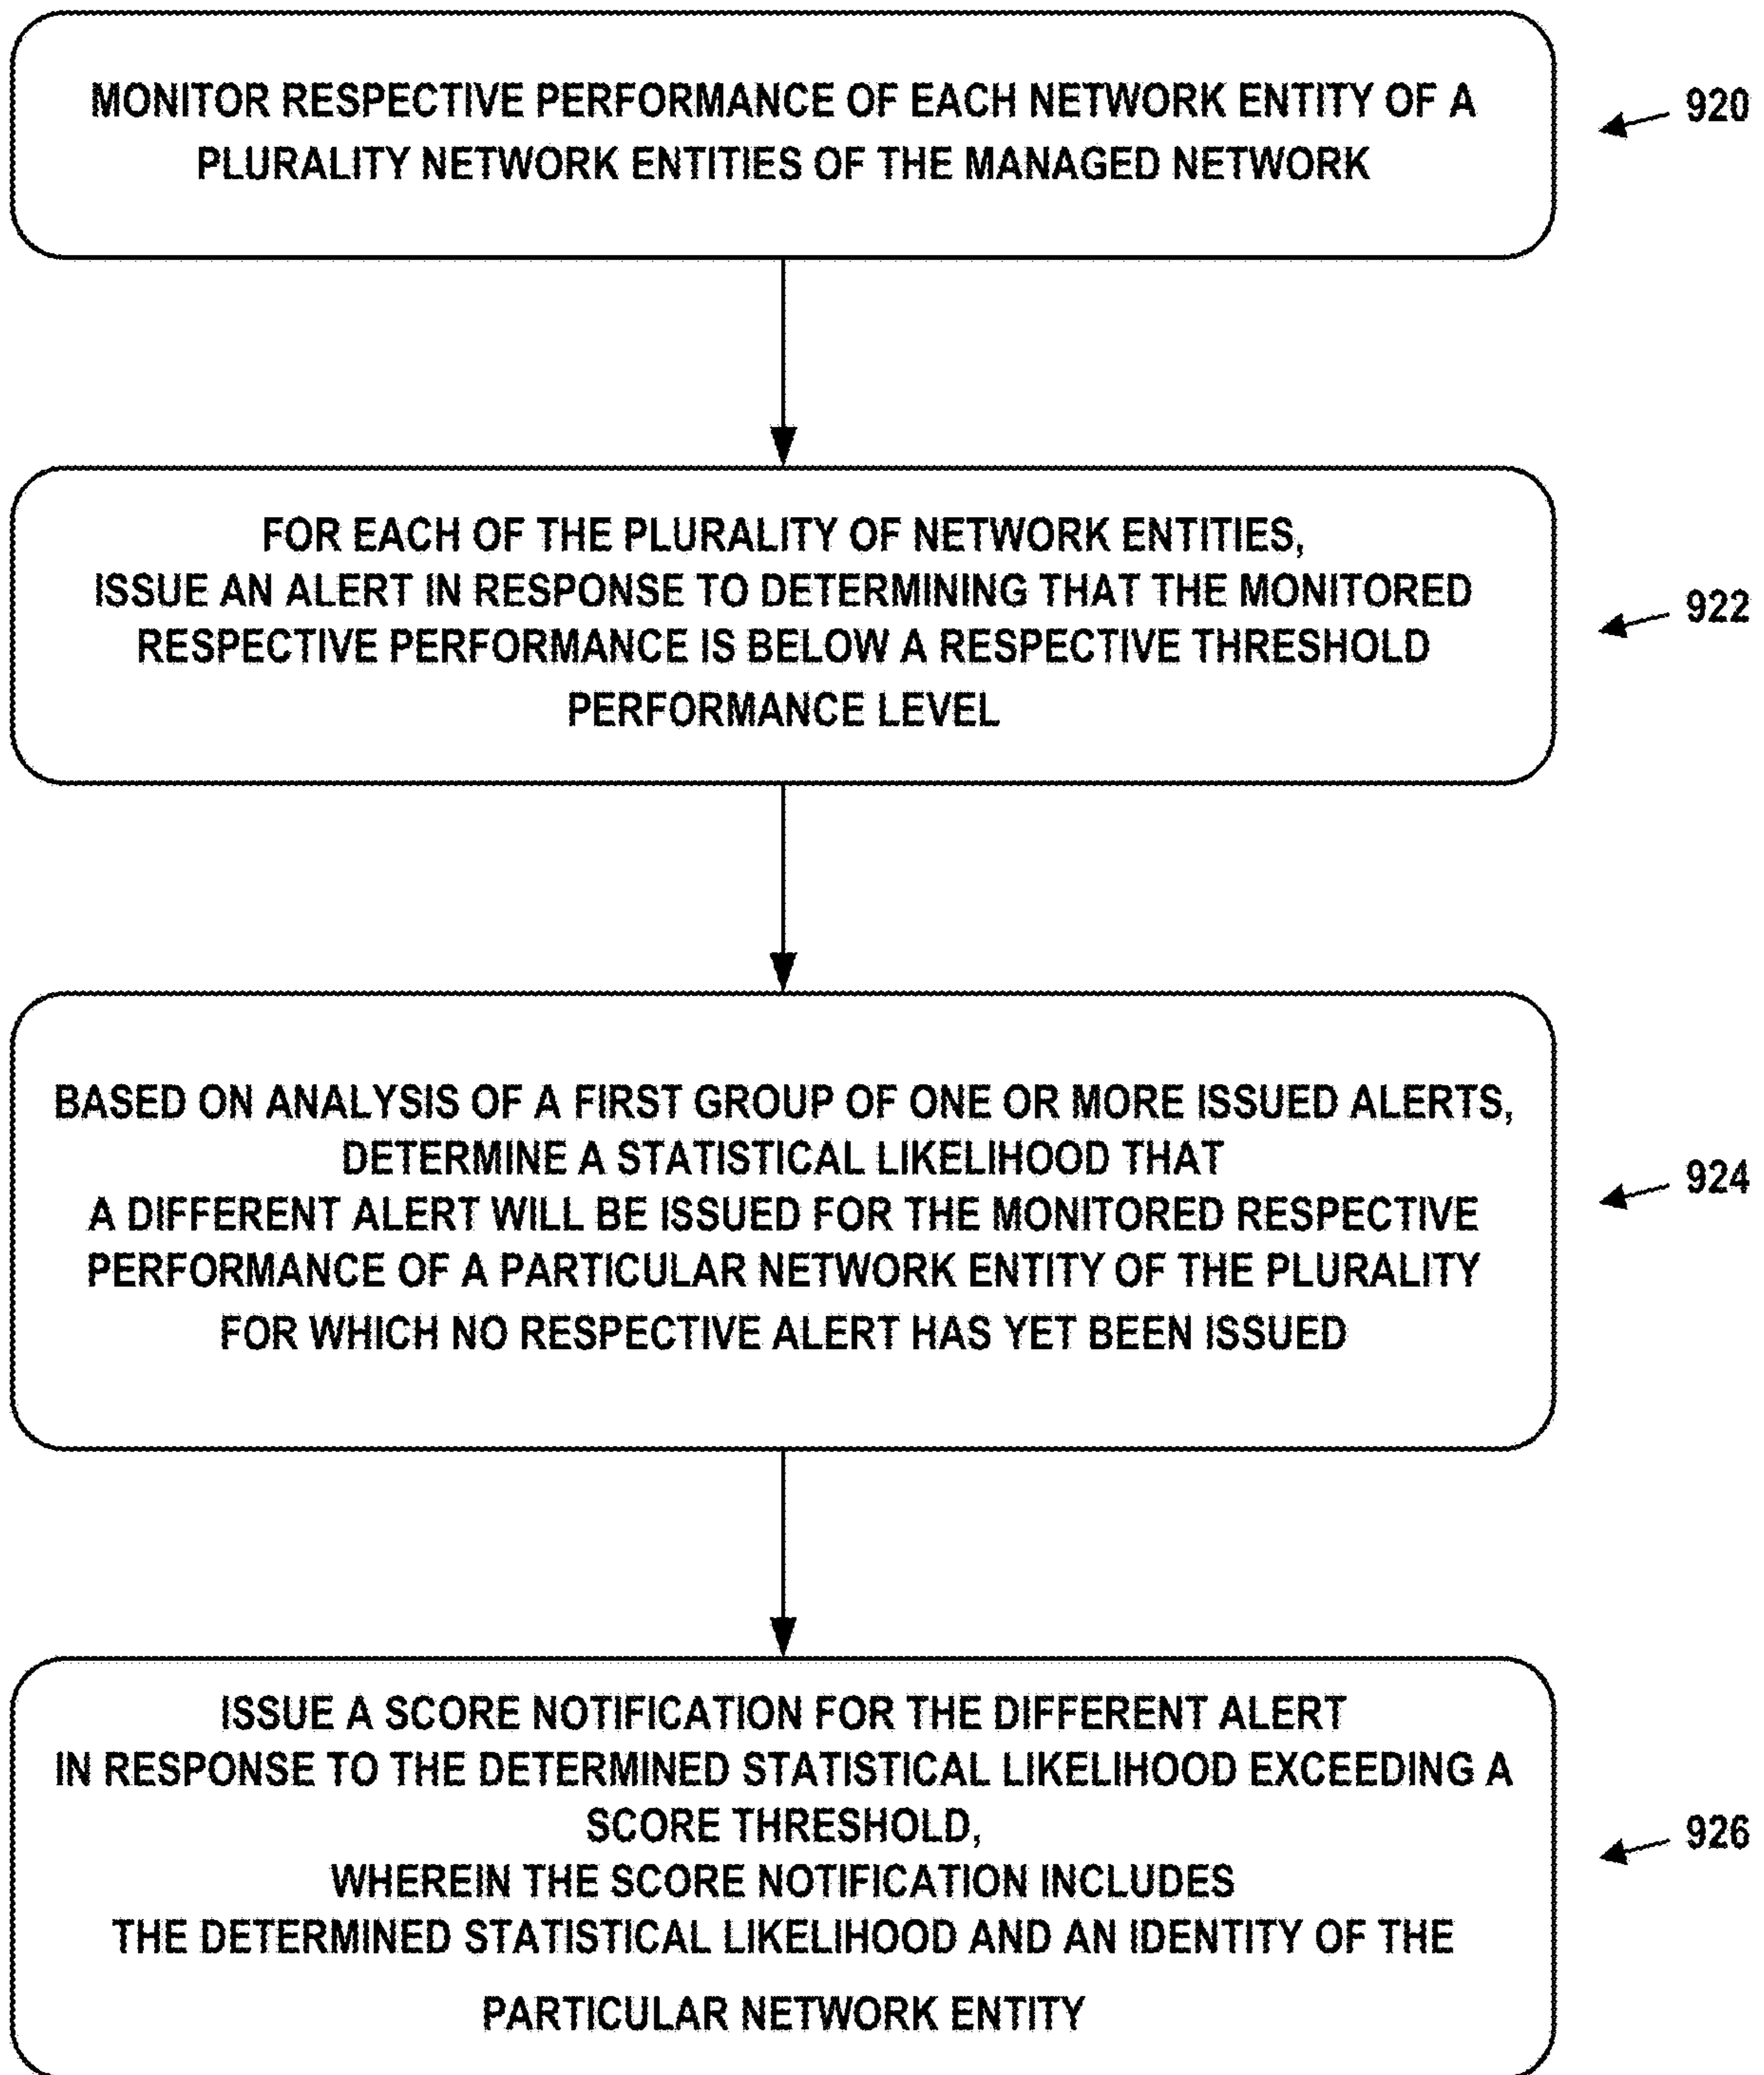 MONITOR RESPECTIVE PERFORMANCE OF EACH NETWORK ENTITY OF A
PLURALITY NETWORK ENTITIES OF THE MANAGED NETWORK
920
FOR EACH OF THE PLURALITY OF NETWORK ENTITIES,
ISSUE AN ALERT IN RESPONSE TO DETERMINING THAT THE MONITORED
RESPECTIVE PERFORMANCE IS BELOW A RESPECTIVE THRESHOLD
PERFORMANCE LEVEL
922
BASED ON ANALYSIS OF A FIRST GROUP OF ONE OR MORE ISSUED ALERTS,
DETERMINE A STATISTICAL LIKELIHOOD THAT
A DIFFERENT ALERT WILL BE ISSUED FOR THE MONITORED RESPECTIVE
PERFORMANCE OF A PARTICULAR NETWORK ENTITY OF THE PLURALITY
FOR WHICH NO RESPECTIVE ALERT HAS YET BEEN ISSUED
924
ISSUE A SCORE NOTIFICATION FOR THE DIFFERENT ALERT
IN RESPONSE TO THE DETERMINED STATISTICAL LIKELIHOOD EXCEEDING A
SCORE THRESHOLD,
WHEREIN THE SCORE NOTIFICATION INCLUDES
THE DETERMINED STATISTICAL LIKELIHOOD AND AN IDENTITY OF THE
PARTICULAR NETWORK ENTITY
926